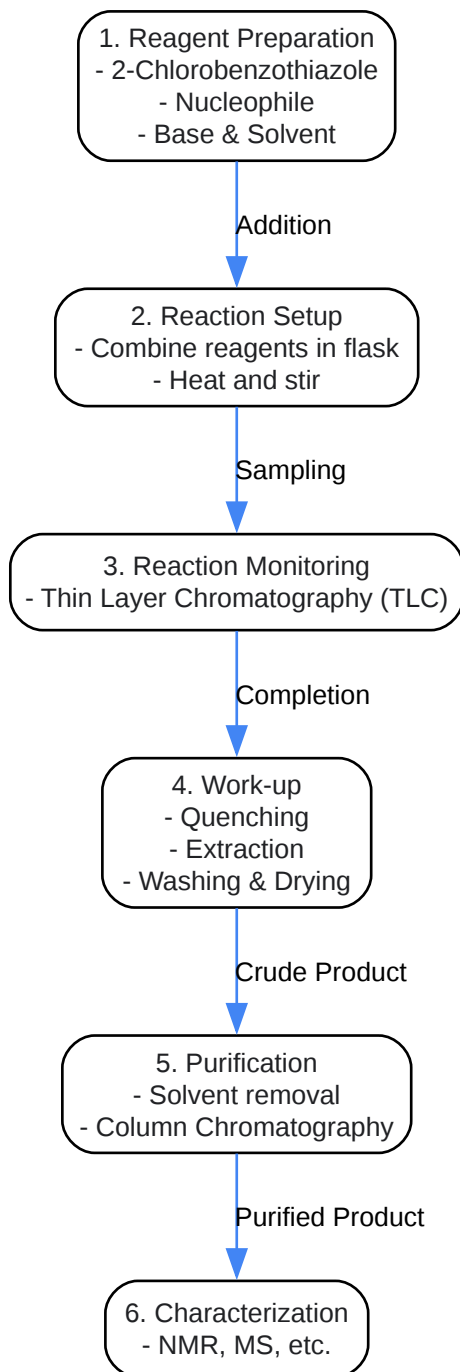 1. Reagent Preparation
- 2-Chlorobenzothiazole
- Nucleophile
- Base & Solvent
Addition
2. Reaction Setup
- Combine reagents in flask
- Heat and stir
Sampling
3. Reaction Monitoring
- Thin Layer Chromatography (TLC)
Completion
4. Work-up
- Quenching
- Extraction
- Washing & Drying
Crude Product
5. Purification
- Solvent removal
- Column Chromatography
Purified Product
6. Characterization
- NMR, MS, etc.